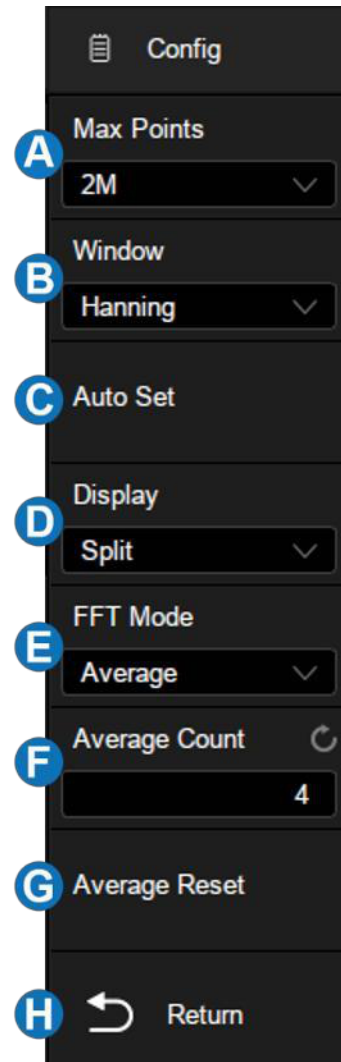 Config
A
Max Points
2M
B
Window
Hanning
C
Auto Set
D
Display
Split
E
FFT Mode
Average
F
Average Count
4
G
Average Reset
H
Return